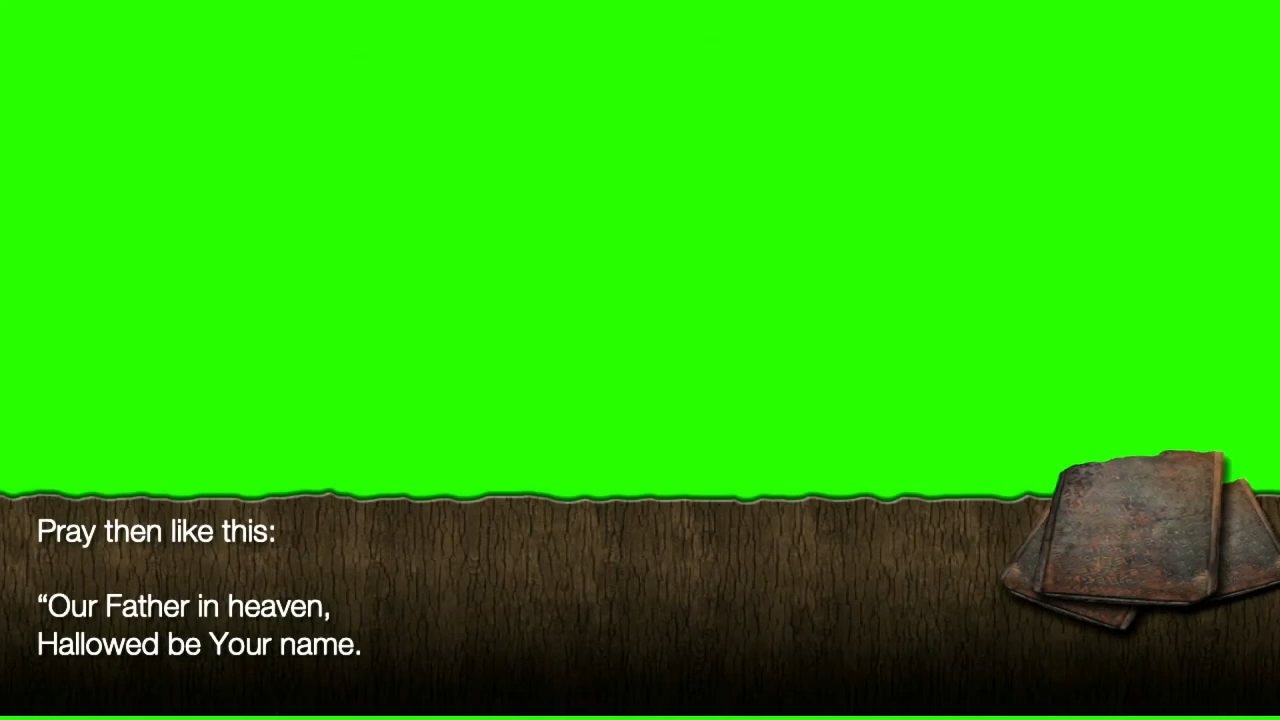 Pray then like this:
“Our Father in heaven,
Hallowed be Your name.